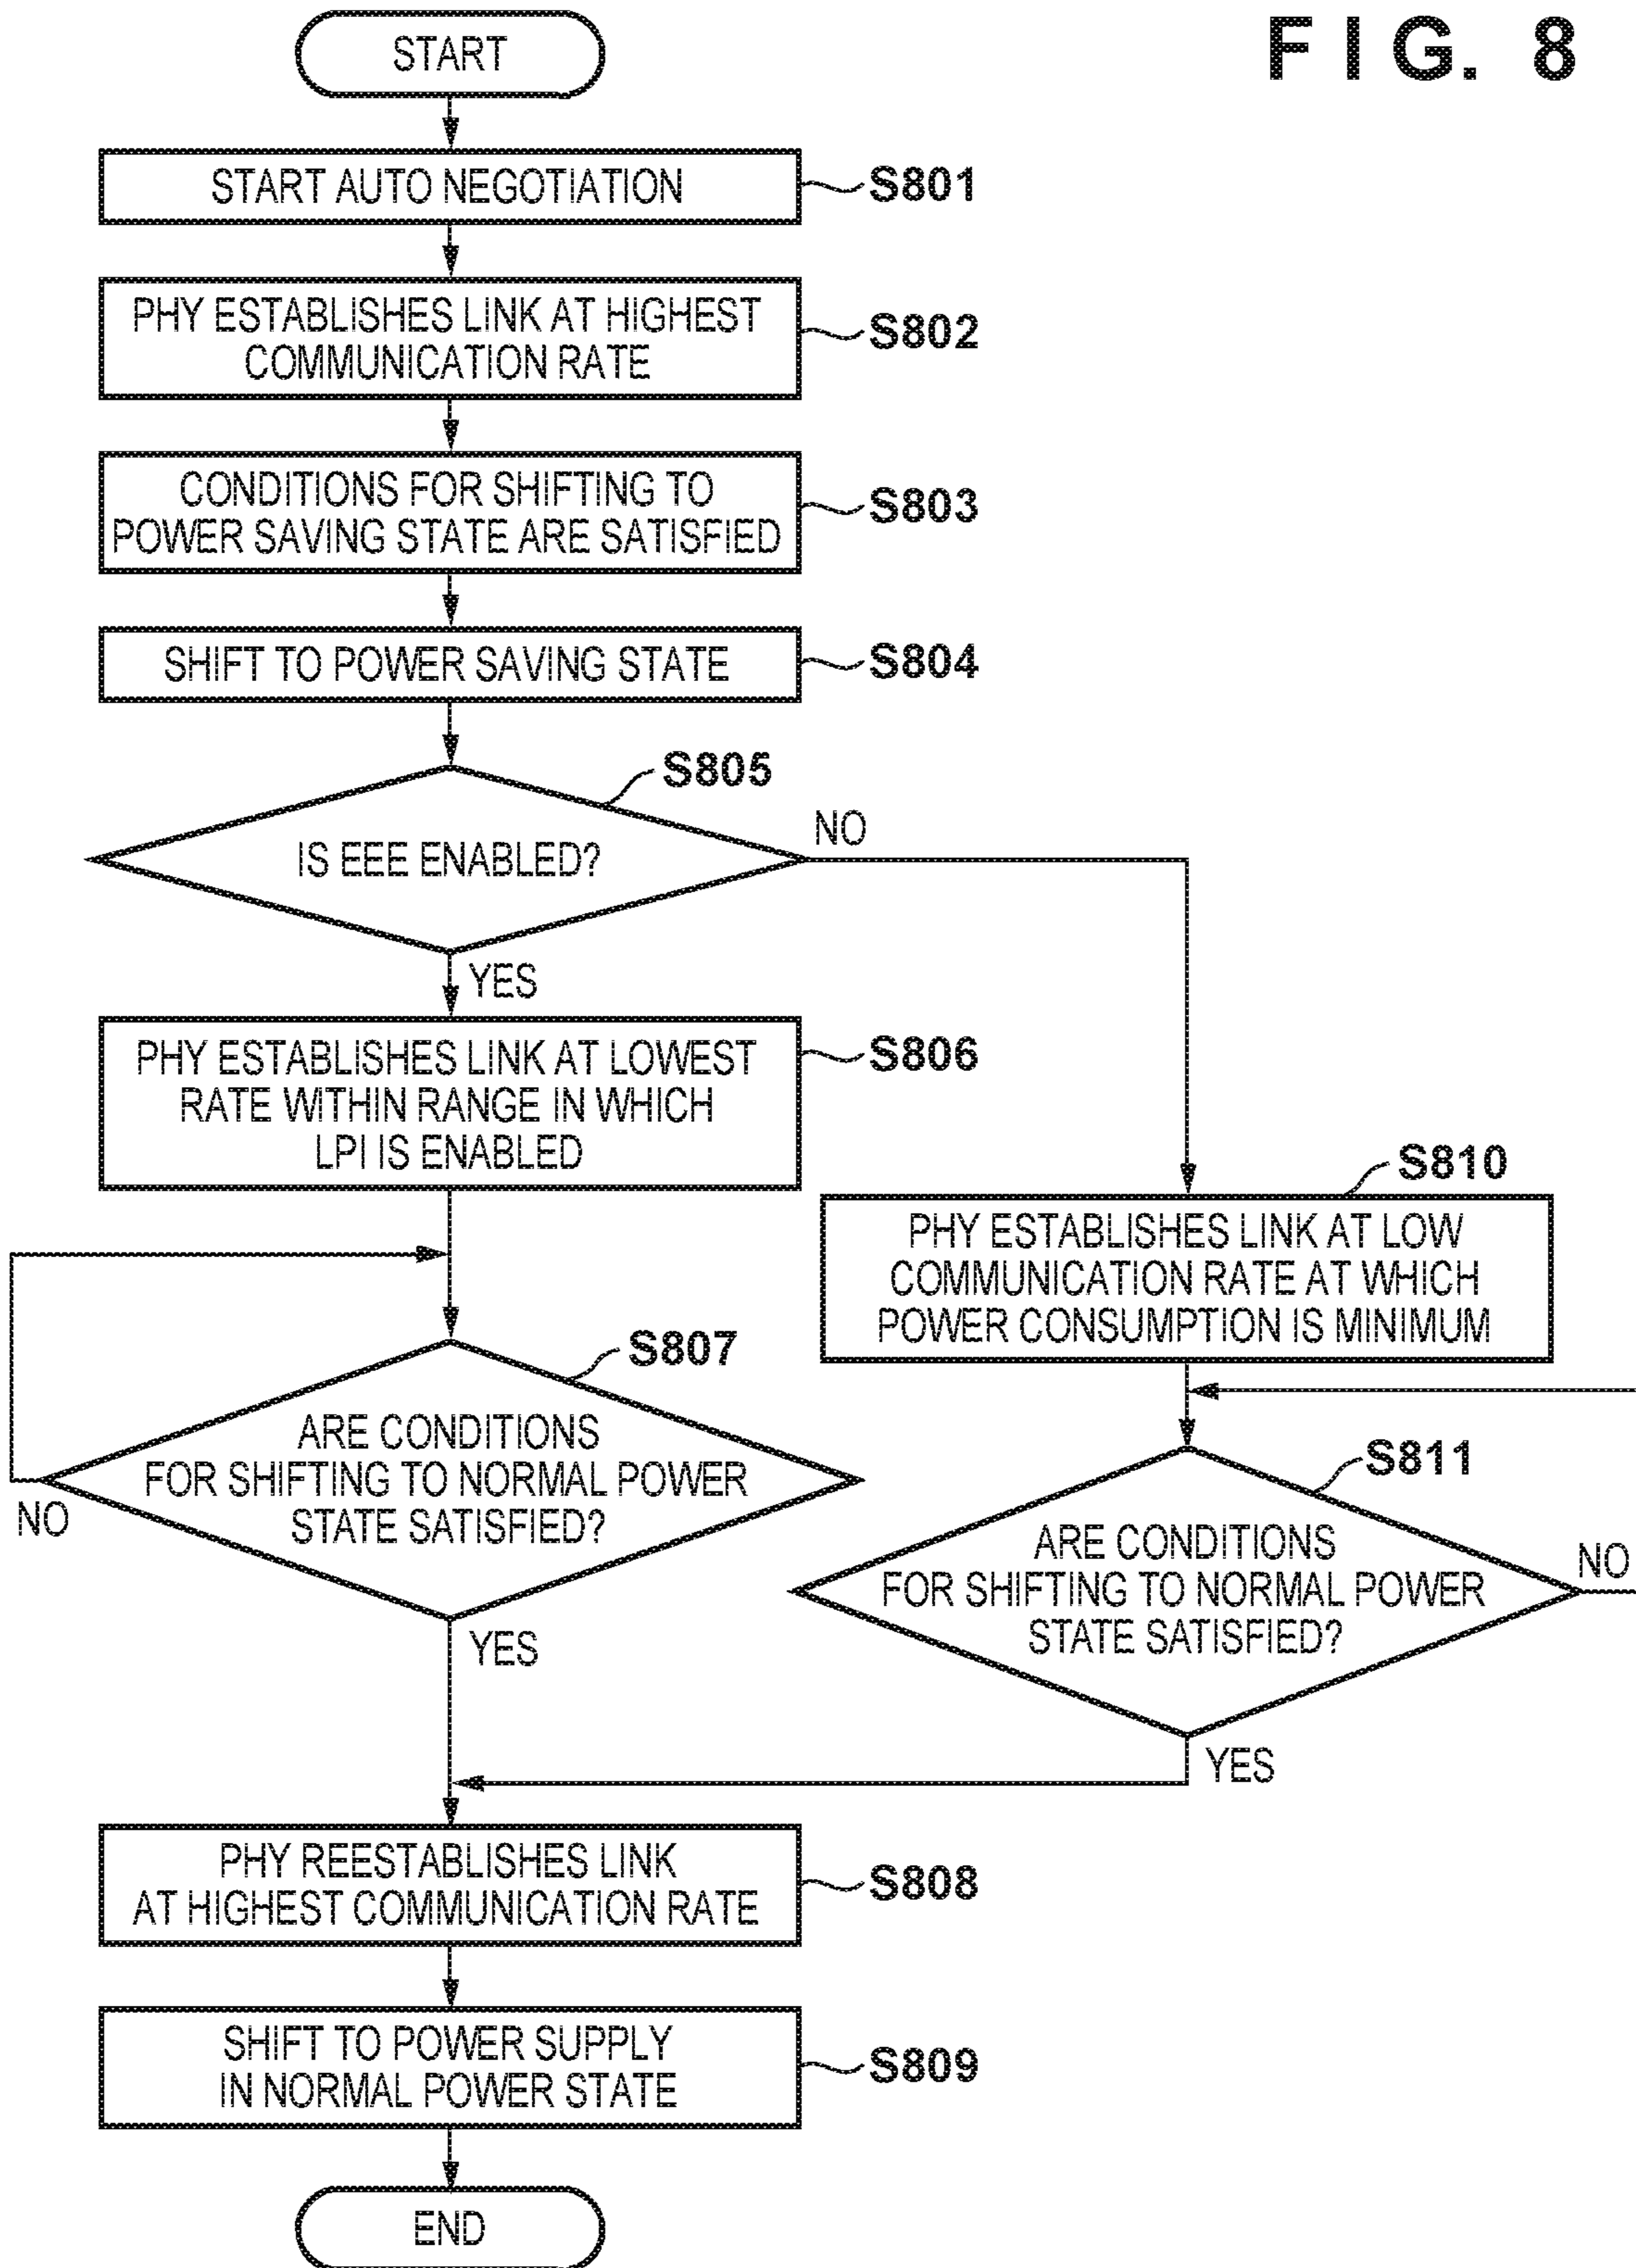 FIG. 8
START
START AUTO NEGOTIATION
S801
PHY ESTABLISHES LINK AT HIGHEST
COMMUNICATION RATE
S802
CONDITIONS FOR SHIFTING TO
POWER SAVING STATE ARE SATISFIED
S803
SHIFT TO POWER SAVING STATE
S804
S805
IS EEE ENABLED?
NO
YES
PHY ESTABLISHES LINK AT LOWEST
RATE WITHIN RANGE IN WHICH
LPI IS ENABLED
S806
S810
PHY ESTABLISHES LINK AT LOW
COMMUNICATION RATE AT WHICH
POWER CONSUMPTION IS MINIMUM
S807
ARE CONDITIONS
FOR SHIFTING TO NORMAL POWER
STATE SATISFIED?
NO
YES
S811
ARE CONDITIONS
FOR SHIFTING TO NORMAL POWER
STATE SATISFIED?
NO
YES
PHY REESTABLISHES LINK
AT HIGHEST COMMUNICATION RATE
S808
SHIFT TO POWER SUPPLY
IN NORMAL POWER STATE
S809
END